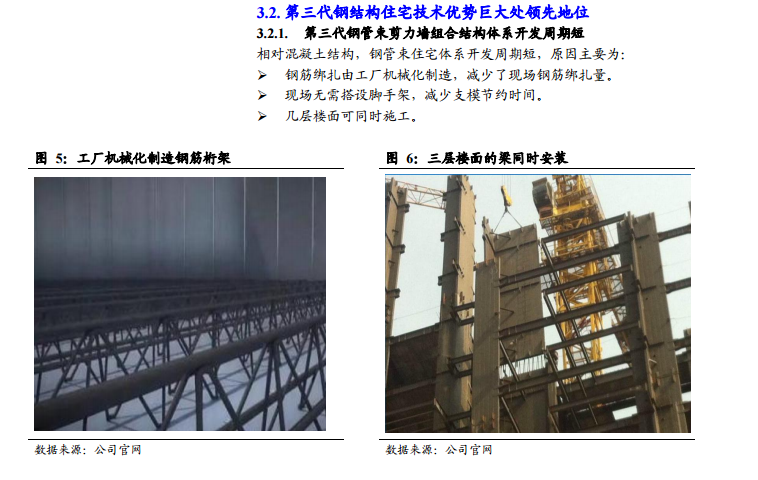 3.2. 第三代钢结构住宅技术优势巨大处领先地位
3.2.1. 第三代钢管束剪力墙组合结构体系开发周期短
相对混凝土结构，钢管束住宅体系开发周期短，原因主要为：
➢ 钢筋绑扎由工厂机械化制造，减少了现场钢筋绑扎量。
➢ 现场无需搭设脚手架，减少支模节约时间。
➢ 几层楼面可同时施工。
图 5：工厂机械化制造钢筋桁架
图 6：三层楼面的梁同时安装
数据来源：公司官网
数据来源：公司官网